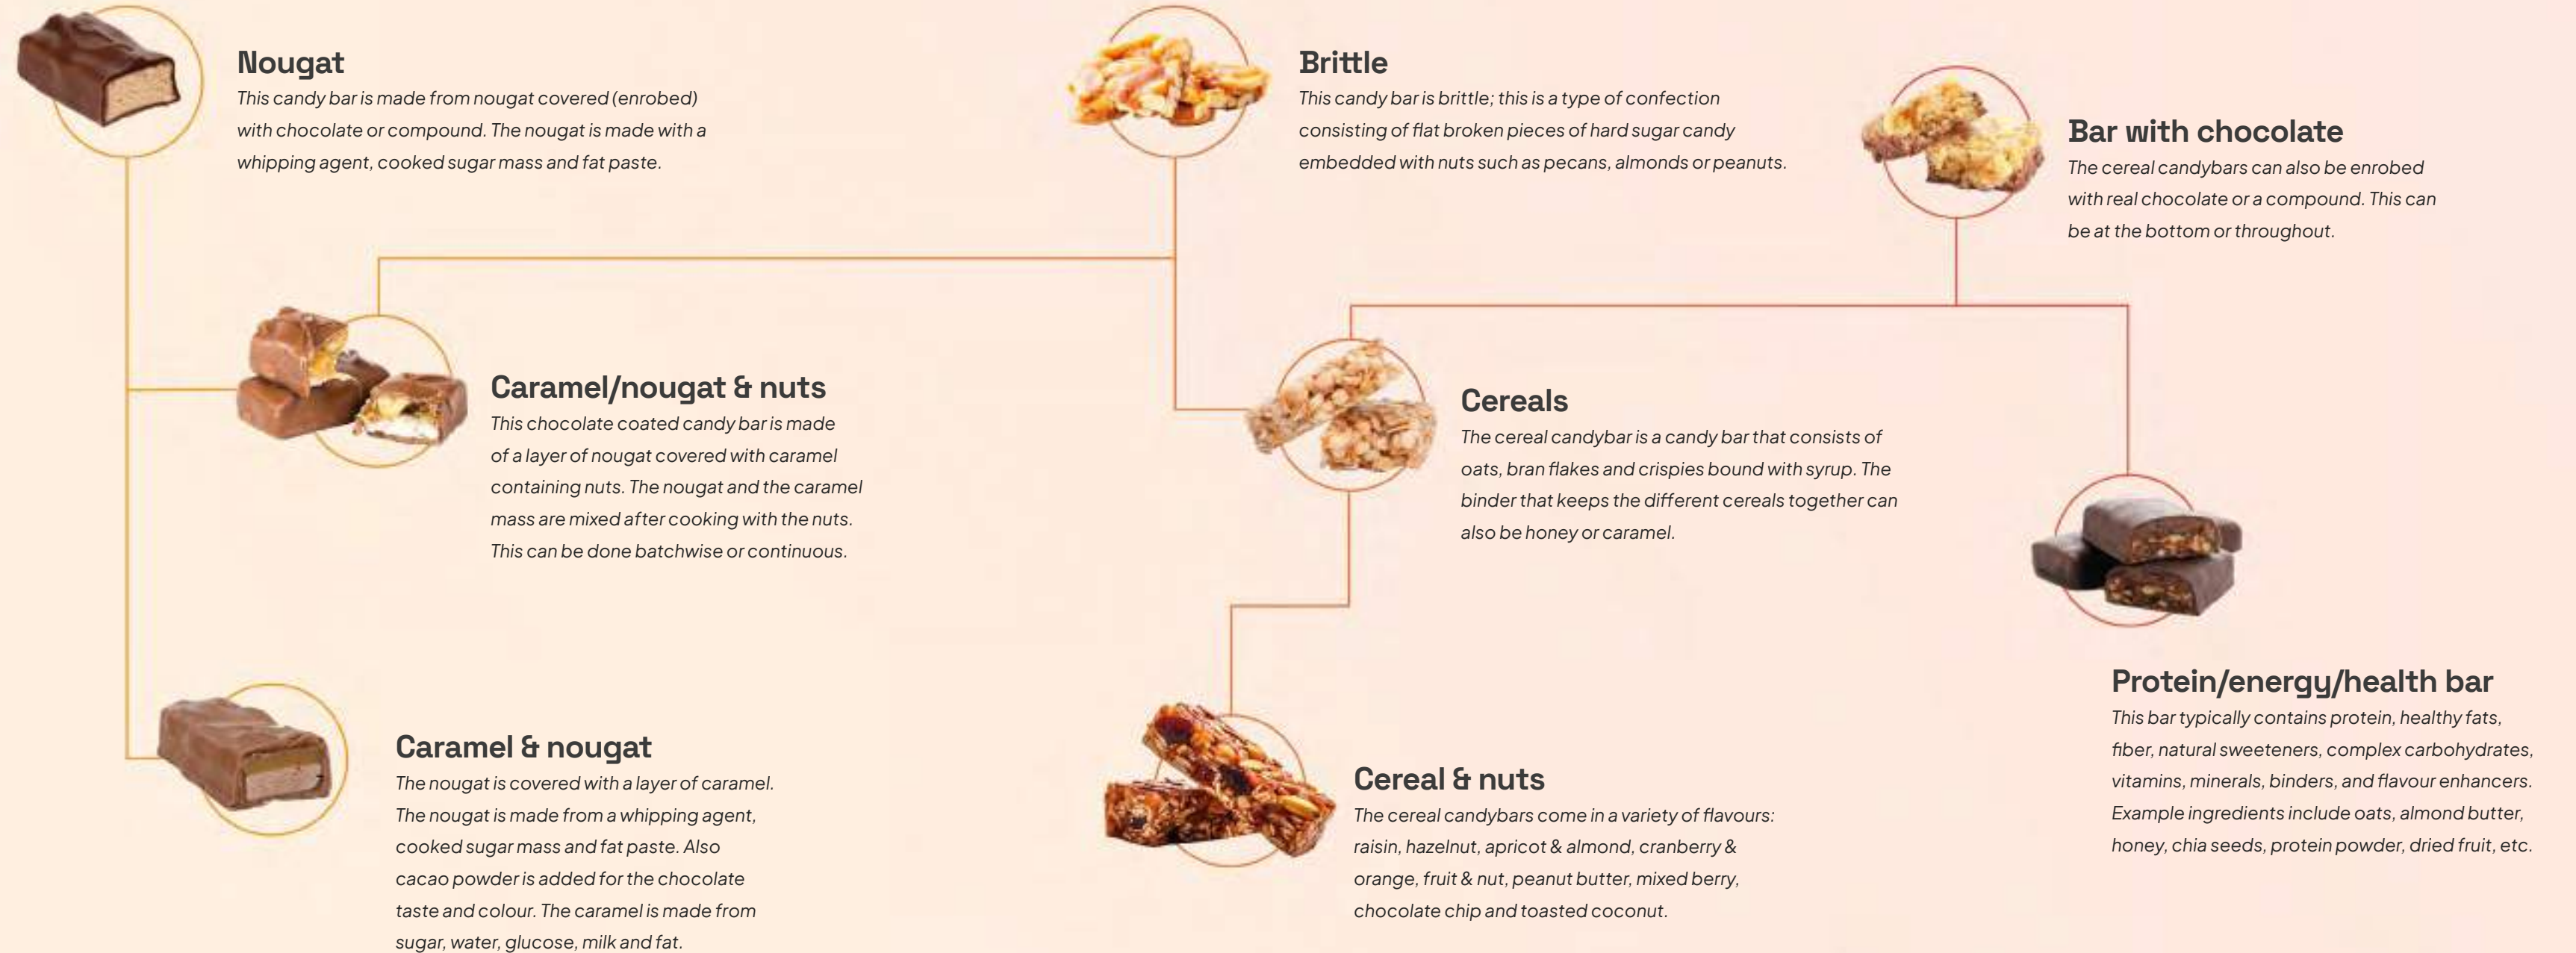 Nougat
This candy bar is made from nougat covered (enrobed)
with chocolate or compound. The nougat is made with a
whipping agent, cooked sugar mass and fat paste.
Brittle
This candy bar is brittle; this is a type of confection
consisting of flat broken pieces of hard sugar candy
embedded with nuts such as pecans, almonds or peanuts.
Bar with chocolate
The cereal candybars can also be enrobed
with real chocolate or a compound. This can
be at the bottom or throughout.
Caramel/nougat & nuts
This chocolate coated candy bar is made
of a layer of nougat covered with caramel
containing nuts. The nougat and the caramel
mass are mixed after cooking with the nuts.
This can be done batchwise or continuous.
Cereals
The cereal candybar is a candy bar that consists of
oats, bran flakes and crispies bound with syrup. The
binder that keeps the different cereals together can
also be honey or caramel.
Protein/energy/health bar
This bar typically contains protein, healthy fats,
fiber, natural sweeteners, complex carbohydrates,
vitamins, minerals, binders, and flavour enhancers.
Example ingredients include oats, almond butter,
honey, chia seeds, protein powder, dried fruit, etc.
Caramel & nougat
The nougat is covered with a layer of caramel.
The nougat is made from a whipping agent,
cooked sugar mass and fat paste. Also
cacao powder is added for the chocolate
taste and colour. The caramel is made from
sugar, water, glucose, milk and fat.
Cereal & nuts
The cereal candybars come in a variety of flavours:
raisin, hazelnut, apricot & almond, cranberry &
orange, fruit & nut, peanut butter, mixed berry,
chocolate chip and toasted coconut.